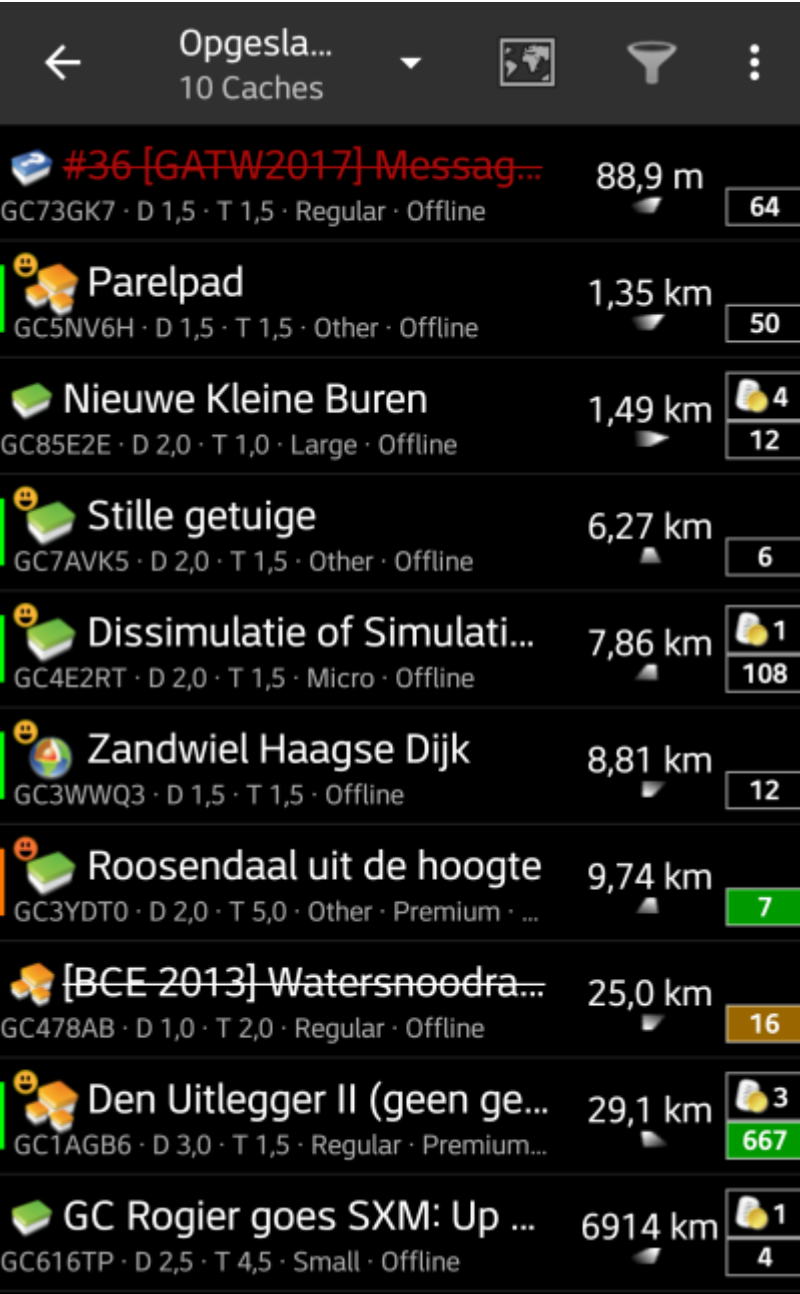 Opgesla...
10 Caches
#36 [GATW2017] Messag...
88,9 m
GC73GK7 · D 1,5 · T 1,5 · Regular · Offline
64
Parelpad
1,35 km
GC5NV6H · D 1,5 · T 1,5 · Other · Offline
50
Nieuwe Kleine Buren
1,49 km
4
GC85E2E · D 2,0 · T 1,0 · Large · Offline
12
Stille getuige
6,27 km
GC7AVK5 · D 2,0 · T 1,5 · Other · Offline
6
Dissimulatie of Simulati...
7,86 km
1
GC4E2RT · D 2,0 · T 1,5 · Micro · Offline
108
Zandwiel Haagse Dijk
8,81 km
GC3WWQ3 · D 1,5 · T 1,5 · Offline
12
Roosendaal uit de hoogte
9,74 km
GC3YDT0 · D 2,0 · T 5,0 · Other · Premium · ...
7
[BCE 2013] Watersnoodra...
25,0 km
GC478AB · D 1,0 · T 2,0 · Regular · Offline
16
Den Uitlegger II (geen ge...
29,1 km
3
GC1AGB6 · D 3,0 · T 1,5 · Regular · Premium...
667
GC Rogier goes SXM: Up ...
6914 km
1
GC616TP · D 2,5 · T 4,5 · Small · Offline
4